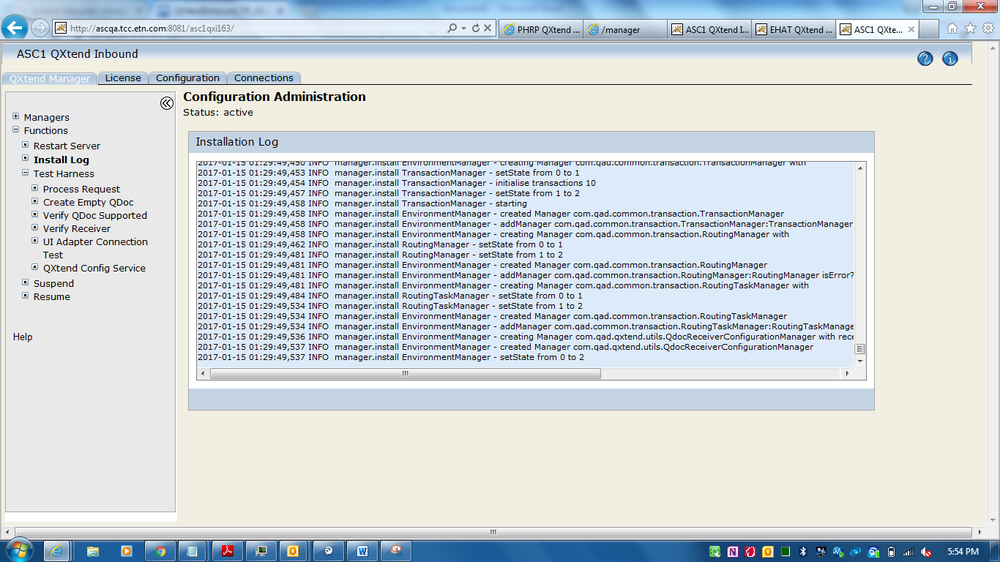 http://ascqa.tcc.etn.com:8081/asc1qxi163/
PHRP QXtend ...
/manager
ASC1 QXtend I...
EHAT QXtend ...
ASC1 QXte...
ASC1 QXtend Inbound
QXtend Manager
License
Configuration
Connections
Configuration Administration
Status: active
Managers
Functions
Restart Server
Install Log
Test Harness
Process Request
Create Empty QDoc
Verify QDoc Supported
Verify Receiver
UI Adapter Connection
Test
QXtend Config Service
Suspend
Resume
Help
Installation Log
2017-01-15 01:29:49,450 INFO manager.install EnvironmentManager - creating Manager com.qad.common.transaction.TransactionManager with
2017-01-15 01:29:49,453 INFO manager.install TransactionManager - setState from 0 to 1
2017-01-15 01:29:49,454 INFO manager.install TransactionManager - initialise transactions 10
2017-01-15 01:29:49,457 INFO manager.install TransactionManager - setState from 1 to 2
2017-01-15 01:29:49,458 INFO manager.install TransactionManager - starting
2017-01-15 01:29:49,458 INFO manager.install EnvironmentManager - created Manager com.qad.common.transaction.TransactionManager
2017-01-15 01:29:49,458 INFO manager.install EnvironmentManager - addManager com.qad.common.transaction.TransactionManager:TransactionManager
2017-01-15 01:29:49,458 INFO manager.install EnvironmentManager - creating Manager com.qad.common.transaction.RoutingManager with
2017-01-15 01:29:49,462 INFO manager.install RoutingManager - setState from 0 to 1
2017-01-15 01:29:49,481 INFO manager.install RoutingManager - setState from 1 to 2
2017-01-15 01:29:49,481 INFO manager.install EnvironmentManager - created Manager com.qad.common.transaction.RoutingManager
2017-01-15 01:29:49,481 INFO manager.install EnvironmentManager - addManager com.qad.common.transaction.RoutingManager:RoutingManager isError?
2017-01-15 01:29:49,481 INFO manager.install EnvironmentManager - creating Manager com.qad.common.transaction.RoutingTaskManager with
2017-01-15 01:29:49,484 INFO manager.install RoutingTaskManager - setState from 0 to 1
2017-01-15 01:29:49,534 INFO manager.install RoutingTaskManager - setState from 1 to 2
2017-01-15 01:29:49,534 INFO manager.install EnvironmentManager - created Manager com.qad.common.transaction.RoutingTaskManager
2017-01-15 01:29:49,534 INFO manager.install EnvironmentManager - addManager com.qad.common.transaction.RoutingTaskManager:RoutingTaskManage
2017-01-15 01:29:49,536 INFO manager.install EnvironmentManager - creating Manager com.qad.qxtend.utils.QdocReceiverConfigurationManager with rece
2017-01-15 01:29:49,537 INFO manager.install EnvironmentManager - created Manager com.qad.qxtend.utils.QdocReceiverConfigurationManager
2017-01-15 01:29:49,537 INFO manager.install EnvironmentManager - setState from 0 to 2
5:54 PM